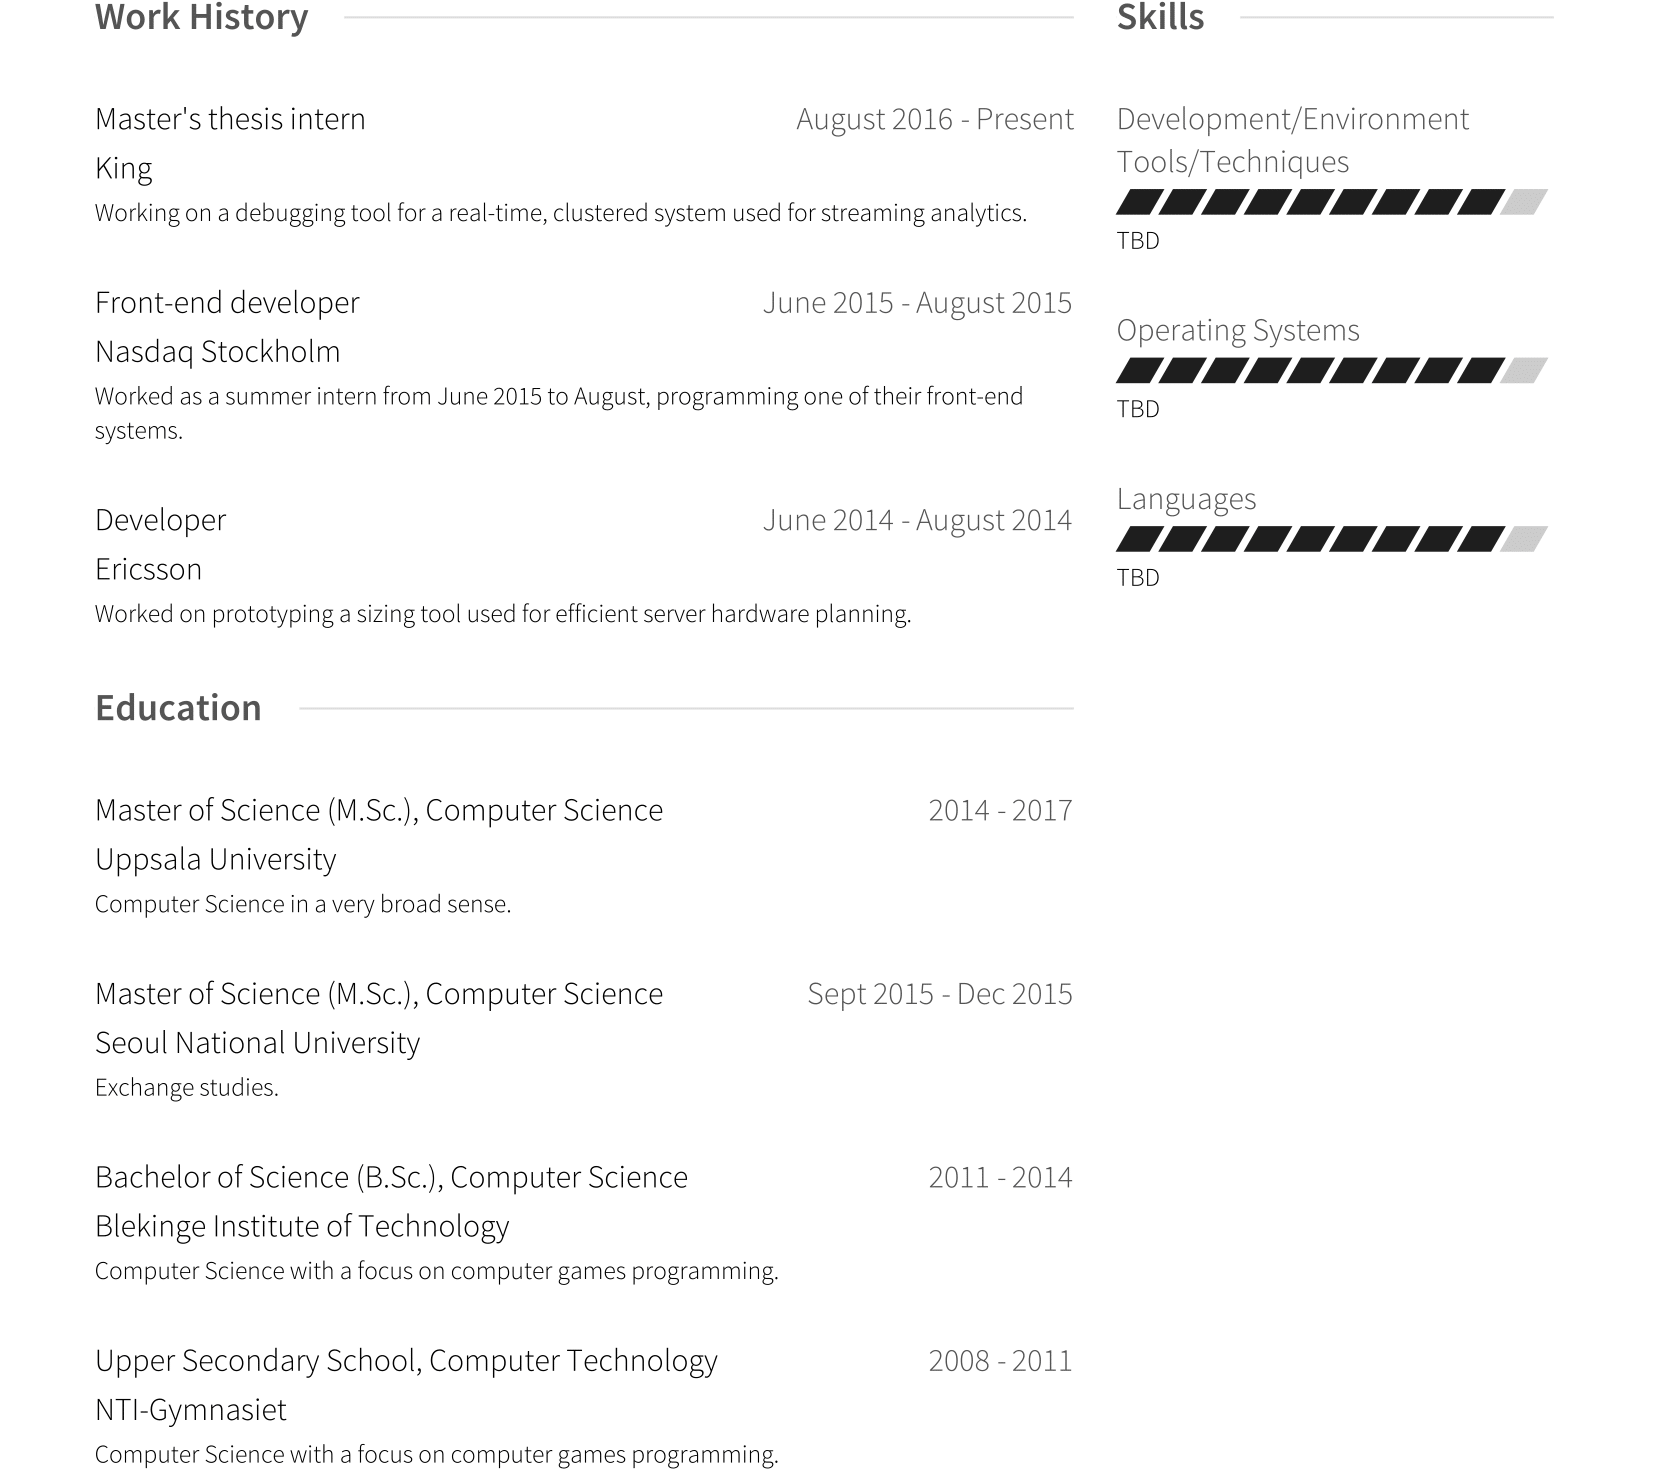 Work History
Master's thesis intern
August 2016 - Present
King
Working on a debugging tool for a real-time, clustered system used for streaming analytics.
Front-end developer
June 2015 - August 2015
Nasdaq Stockholm
Worked as a summer intern from June 2015 to August, programming one of their front-end
systems.
Developer
June 2014 - August 2014
Ericsson
Worked on prototyping a sizing tool used for efficient server hardware planning.
Education
Master of Science (M.Sc.), Computer Science
2014 - 2017
Uppsala University
Computer Science in a very broad sense.
Master of Science (M.Sc.), Computer Science
Sept 2015 - Dec 2015
Seoul National University
Exchange studies.
Bachelor of Science (B.Sc.), Computer Science
2011 - 2014
Blekinge Institute of Technology
Computer Science with a focus on computer games programming.
Upper Secondary School, Computer Technology
2008 - 2011
NTI-Gymnasiet
Computer Science with a focus on computer games programming.
Skills
Development/Environment
Tools/Techniques
TBD
Operating Systems
TBD
Languages
TBD